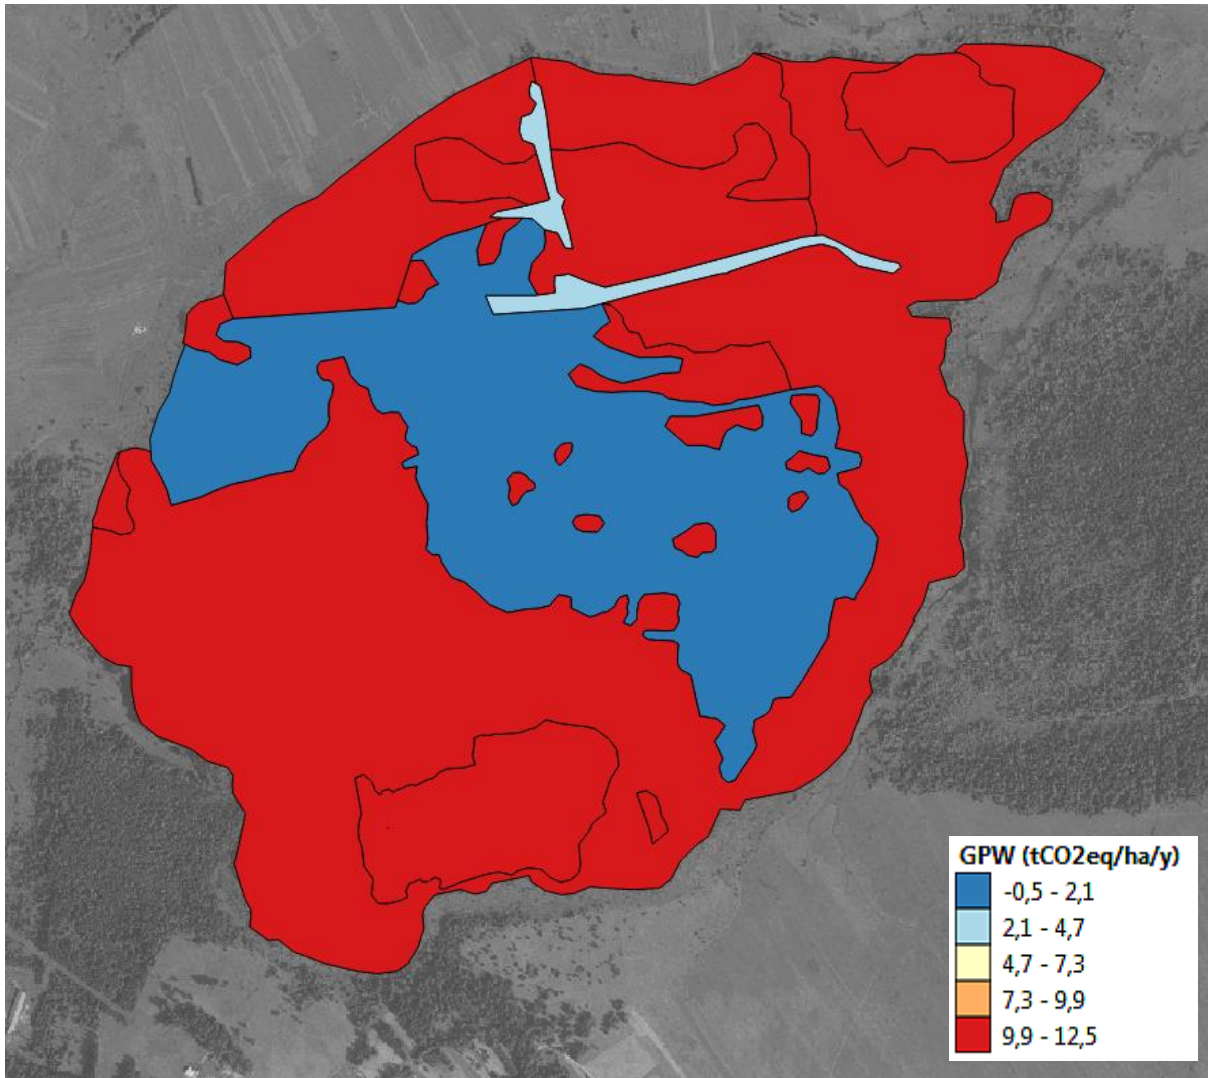 GPW (tCO2eq/ha/y)
-0,5 - 2,1
2,1 - 4,7
4,7 - 7,3
7,3 - 9,9
9,9 - 12,5